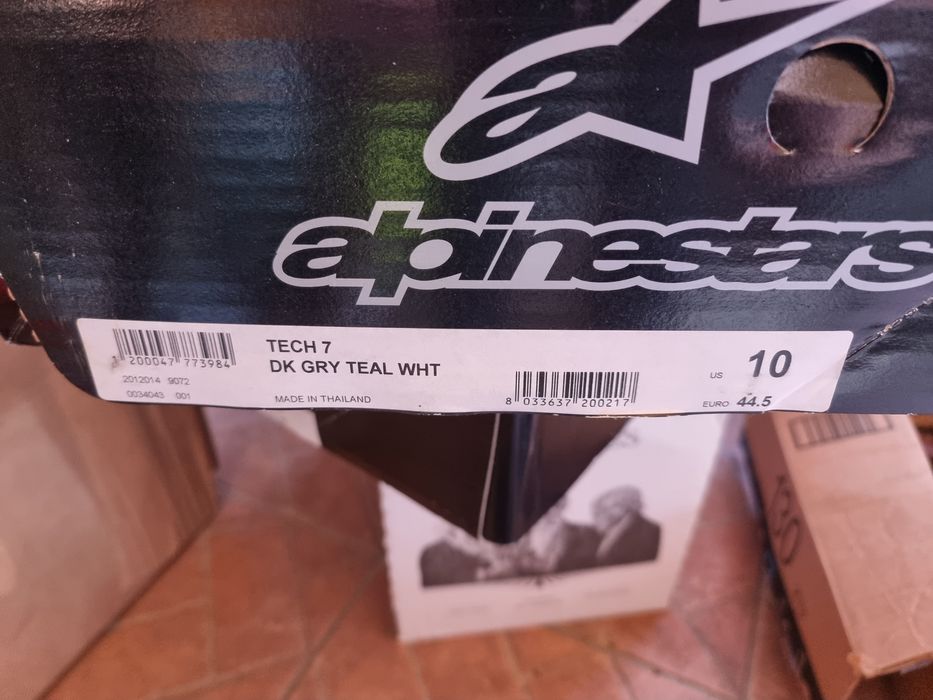 alpinestars
1 200047 773984
2012014 9072
0034043 001
TECH 7
DK GRY TEAL WHT
MADE IN THAILAND
8 033637 200217
US 10
EURO 44.5
130